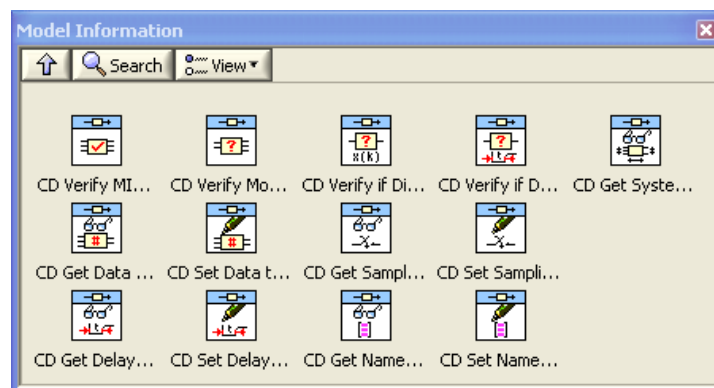 Model Information
Search View
? ? ?
x(k)
CD Verify MI... CD Verify Mo... CD Verify if Di... CD Verify if D... CD Get Syste...
# #
CD Get Data ... CD Set Data t... CD Get Sampl... CD Set Sampli...
CD Get Delay... CD Set Delay... CD Get Name... CD Set Name...